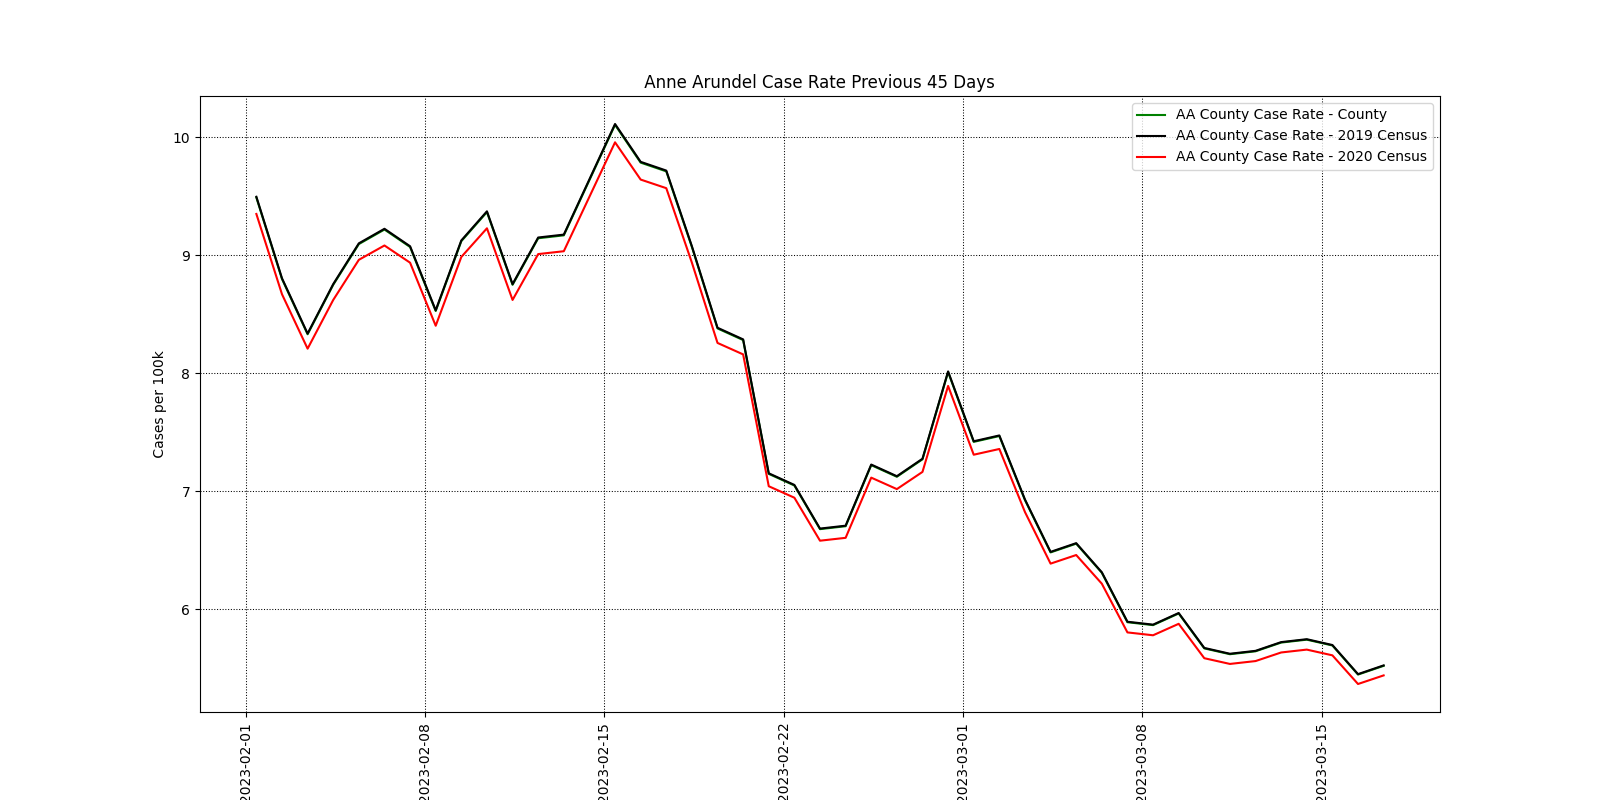 Anne Arundel Case Rate Previous 45 Days
AA County Case Rate - County
AA County Case Rate - 2019 Census
AA County Case Rate - 2020 Census
Cases per 100k
10
9
8
7
6
2023-02-01
2023-02-08
2023-02-15
2023-02-22
2023-03-01
2023-03-08
2023-03-15